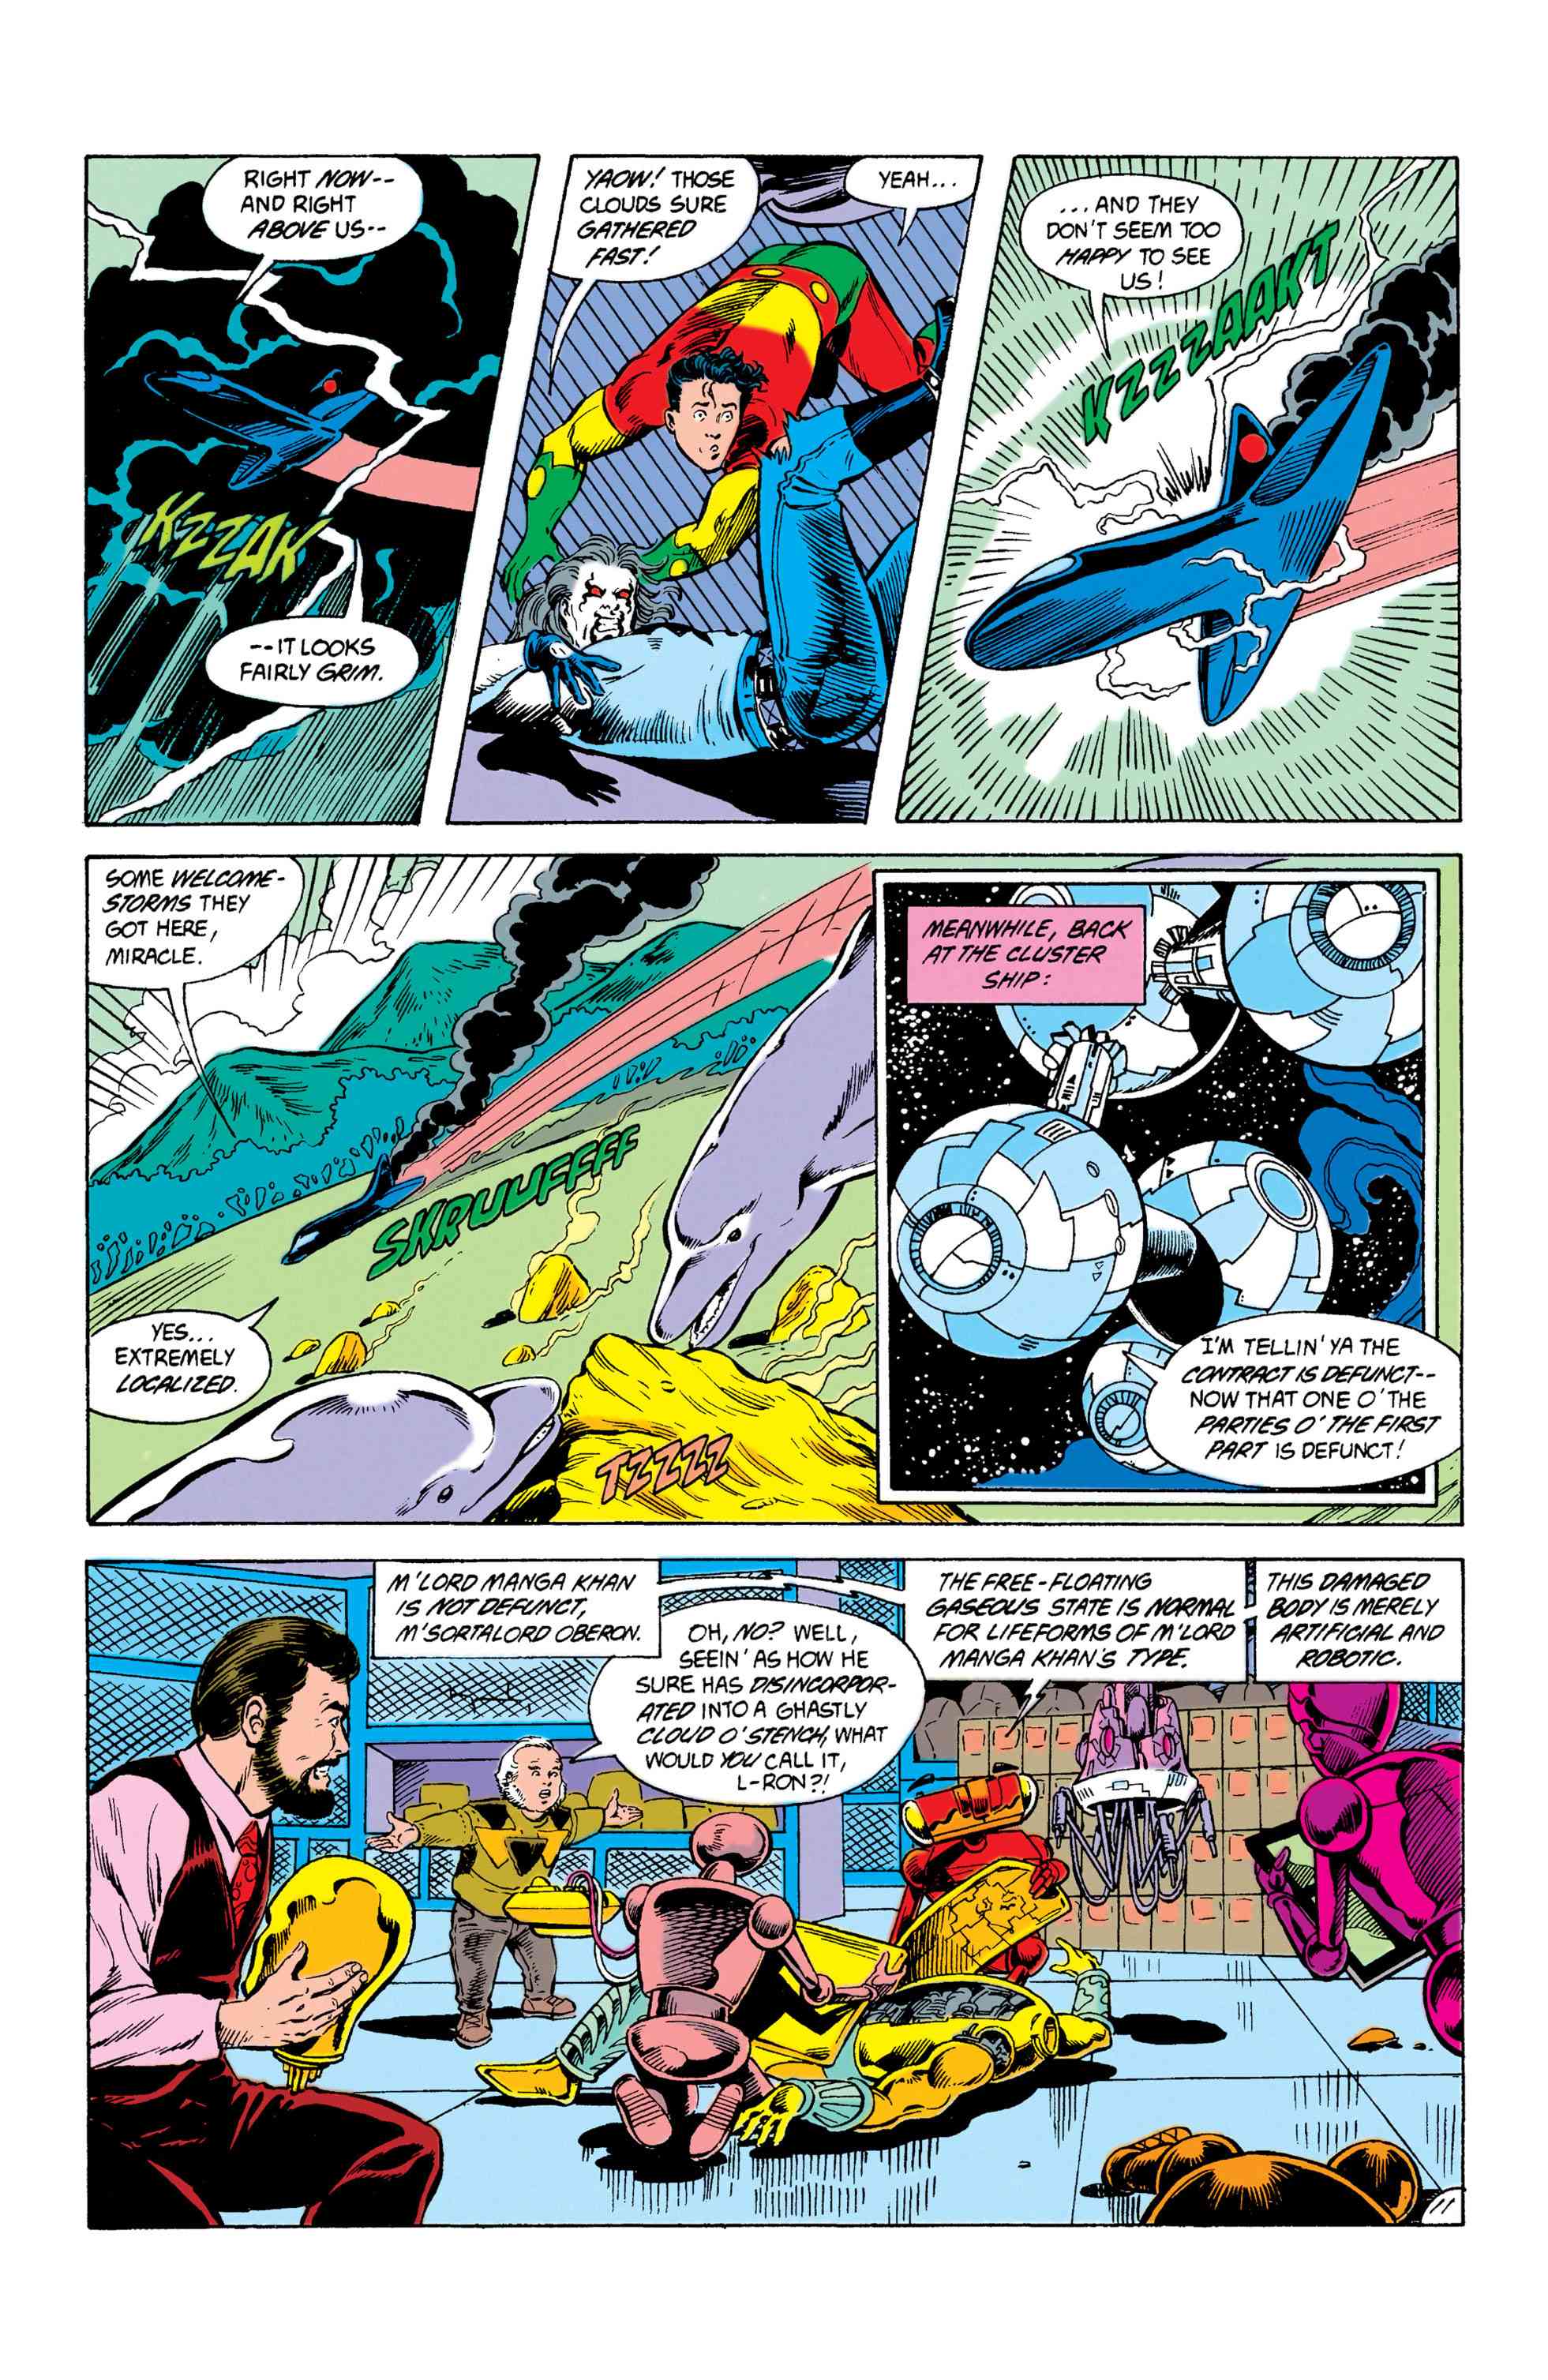 RIGHT NOW--
AND RIGHT
ABOVE US--
KZZZAK
--IT LOOKS
FAIRLY GRIM.
YAOW! THOSE
CLOUDS SURE
GATHERED
FAST!
YEAH...
...AND THEY
DON'T SEEM TOO
HAPPY TO SEE
US!
KZZZAAKT
SOME WELCOME-
STORMS THEY
GOT HERE,
MIRACLE.
SKRUUFFFF
YES...
EXTREMELY
LOCALIZED.
TZZZZ
MEANWHILE, BACK
AT THE CLUSTER
SHIP:
I'M TELLIN' YA THE
CONTRACT IS DEFUNCT--
NOW THAT ONE O' THE
PARTIES O' THE FIRST
PART IS DEFUNCT!
M'LORD MANGA KHAN
IS NOT DEFUNCT,
M'SORTALORD OBERON.
OH, NO? WELL,
SEEIN' AS HOW HE
SURE HAS DISINCORPOR-
ATED INTO A GHASTLY
CLOUD O' STENCH, WHAT
WOULD YOU CALL IT,
L-RON?!
THE FREE-FLOATING
GASEOUS STATE IS NORMAL
FOR LIFEFORMS OF M'LORD
MANGA KHAN'S TYPE.
THIS DAMAGED
BODY IS MERELY
ARTIFICIAL AND
ROBOTIC.
11